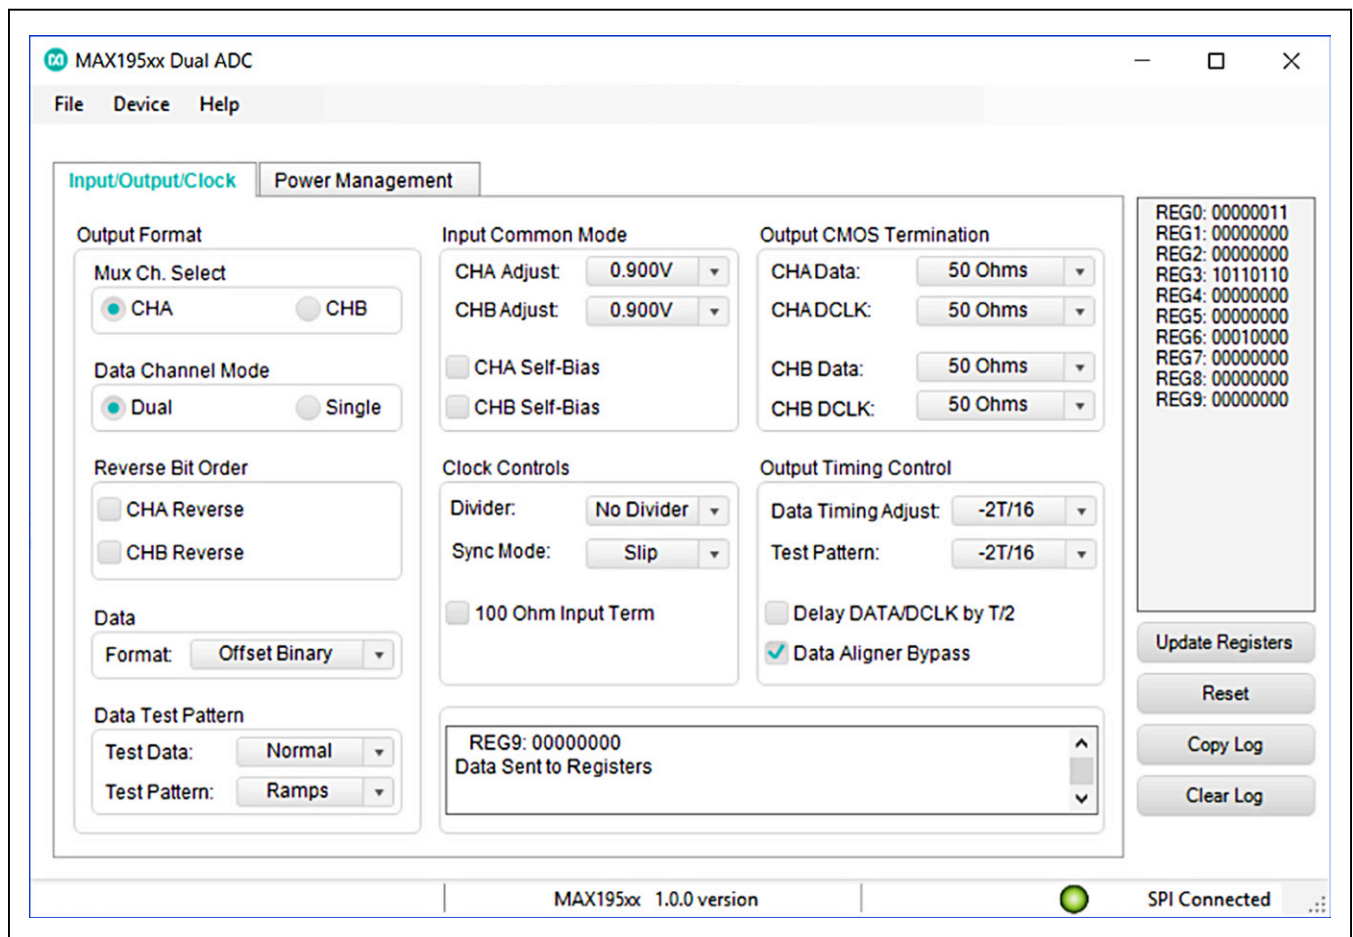 MAX195xx Dual ADC
File Device Help
Input/Output/Clock Power Management
Output Format
Mux Ch. Select
CHA CHB
Data Channel Mode
Dual Single
Reverse Bit Order
CHA Reverse
CHB Reverse
Data
Format: Offset Binary
Data Test Pattern
Test Data: Normal
Test Pattern: Ramps
Input Common Mode
CHA Adjust: 0.900V
CHB Adjust: 0.900V
CHA Self-Bias
CHB Self-Bias
Clock Controls
Divider: No Divider
Sync Mode: Slip
100 Ohm Input Term
Output CMOS Termination
CHA Data: 50 Ohms
CHA DCLK: 50 Ohms
CHB Data: 50 Ohms
CHB DCLK: 50 Ohms
Output Timing Control
Data Timing Adjust: -2T/16
Test Pattern: -2T/16
Delay DATA/DCLK by T/2
Data Aligner Bypass
REG9: 00000000
Data Sent to Registers
REG0: 00000011
REG1: 00000000
REG2: 00000000
REG3: 10110110
REG4: 00000000
REG5: 00000000
REG6: 00010000
REG7: 00000000
REG8: 00000000
REG9: 00000000
Update Registers
Reset
Copy Log
Clear Log
MAX195xx 1.0.0 version
SPI Connected